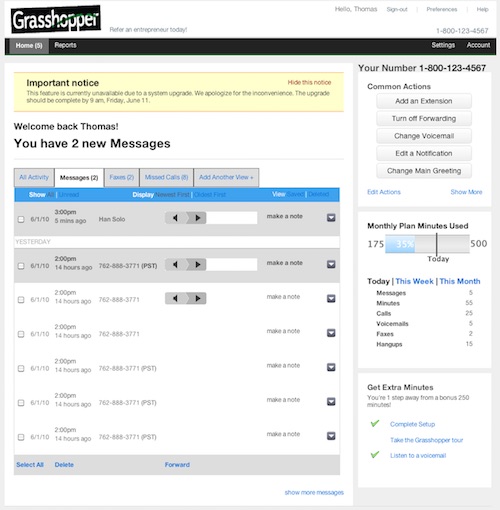 Grasshopper
Refer an entrepreneur today!
Hello, Thomas Sign out | Preferences | Help
1-800-123-4567
Home (5) Reports Settings Account
Important notice Hide this notice
This feature is currently unavailable due to a system upgrade. We apologize for the inconvenience. The upgrade
should be complete by 9 am, Friday, June 11.
Welcome back Thomas!
You have 2 new Messages
All Activity Messages (2) Faxes (2) Missed Calls (8) Add Another View +
Show All | Unread Display Newest First | Oldest First View Saved | Deleted
3:00pm
6/1/10 5 mins ago Han Solo make a note
YESTERDAY
2:00pm
6/1/10 14 hours ago 762-888-3771 (PST) make a note
2:00pm
6/1/10 14 hours ago 762-888-3771 make a note
2:00pm
6/1/10 14 hours ago 762-888-3771 make a note
2:00pm
6/1/10 14 hours ago 762-888-3771 (PST) make a note
2:00pm
6/1/10 14 hours ago 762-888-3771 (PST) make a note
2:00pm
6/1/10 14 hours ago 762-888-3771 (PST) make a note
Select All Delete Forward
show more messages
Your Number 1-800-123-4567
Common Actions
Add an Extension
Turn off Forwarding
Change Voicemail
Edit a Notification
Change Main Greeting
Edit Actions Show More
Monthly Plan Minutes Used
175 35% 500
Today
Today | This Week | This Month
Messages 5
Minutes 55
Calls 25
Voicemails 5
Faxes 2
Hangups 15
Get Extra Minutes
You're 1 step away from a bonus 250
minutes!
Complete Setup
Take the Grasshopper tour
Listen to a voicemail